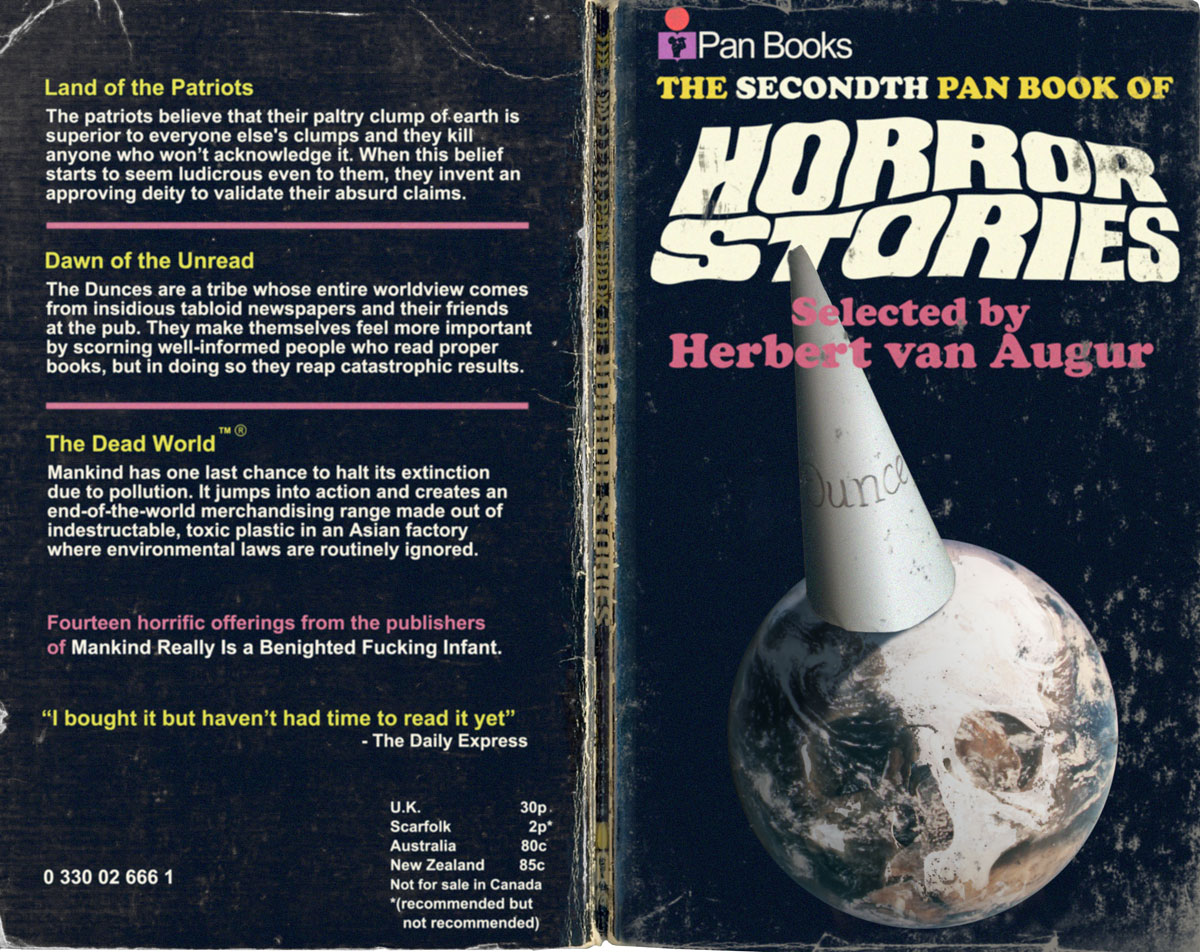 Land of the Patriots
The patriots believe that their paltry clump of earth is
superior to everyone else's clumps and they kill
anyone who won't acknowledge it. When this belief
starts to seem ludicrous even to them, they invent an
approving deity to validate their absurd claims.
Dawn of the Unread
The Dunces are a tribe whose entire worldview comes
from insidious tabloid newspapers and their friends
at the pub. They make themselves feel more important
by scorning well-informed people who read proper
books, but in doing so they reap catastrophic results.
The Dead World™®
Mankind has one last chance to halt its extinction
due to pollution. It jumps into action and creates an
end-of-the-world merchandising range made out of
indestructable, toxic plastic in an Asian factory
where environmental laws are routinely ignored.
Fourteen horrific offerings from the publishers
of Mankind Really Is a Benighted Fucking Infant.
“I bought it but haven't had time to read it yet”
- The Daily Express
U.K. 30p.
Scarfolk 2p*
Australia 80c
New Zealand 85c
Not for sale in Canada
*(recommended but
not recommended)
0 330 02 666 1
Pan Books
THE SECONDTH PAN BOOK OF
HORROR
STORIES
Selected by
Herbert van Augur
Dunce